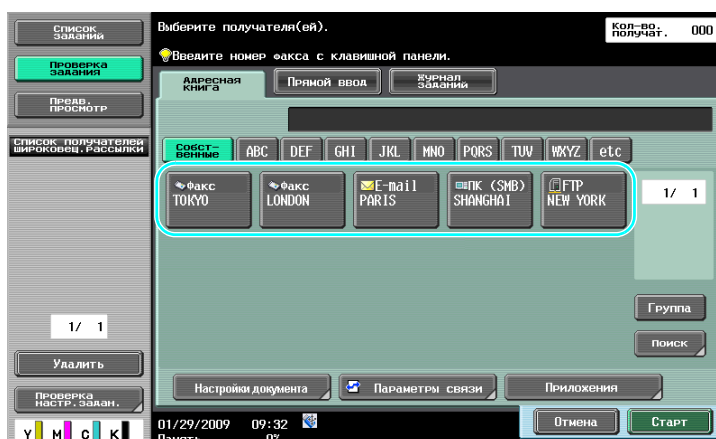 Список
заданий
Проверка
задания
Предв.
просмотр
Список получателей
широковещ.рассылки
1/ 1
Удалить
Проверка
настр.задан.
Y M C K
Выберите получателя(ей).
Кол-во.
получат. 000
Введите номер факса с клавишной панели.
Адресная
книга
Прямой ввод
Журнал
заданий
Собст-
венные
ABC DEF GHI JKL MNO PQRS TUV WXYZ etc
Факс
TOKYO
Факс
LONDON
E-mail
PARIS
ПК (SMB)
SHANGHAI
FTP
NEW YORK
1/ 1
Группа
Поиск
Настройки документа
Параметры связи
Приложения
01/29/2009 09:32
Память 0%
Отмена
Старт